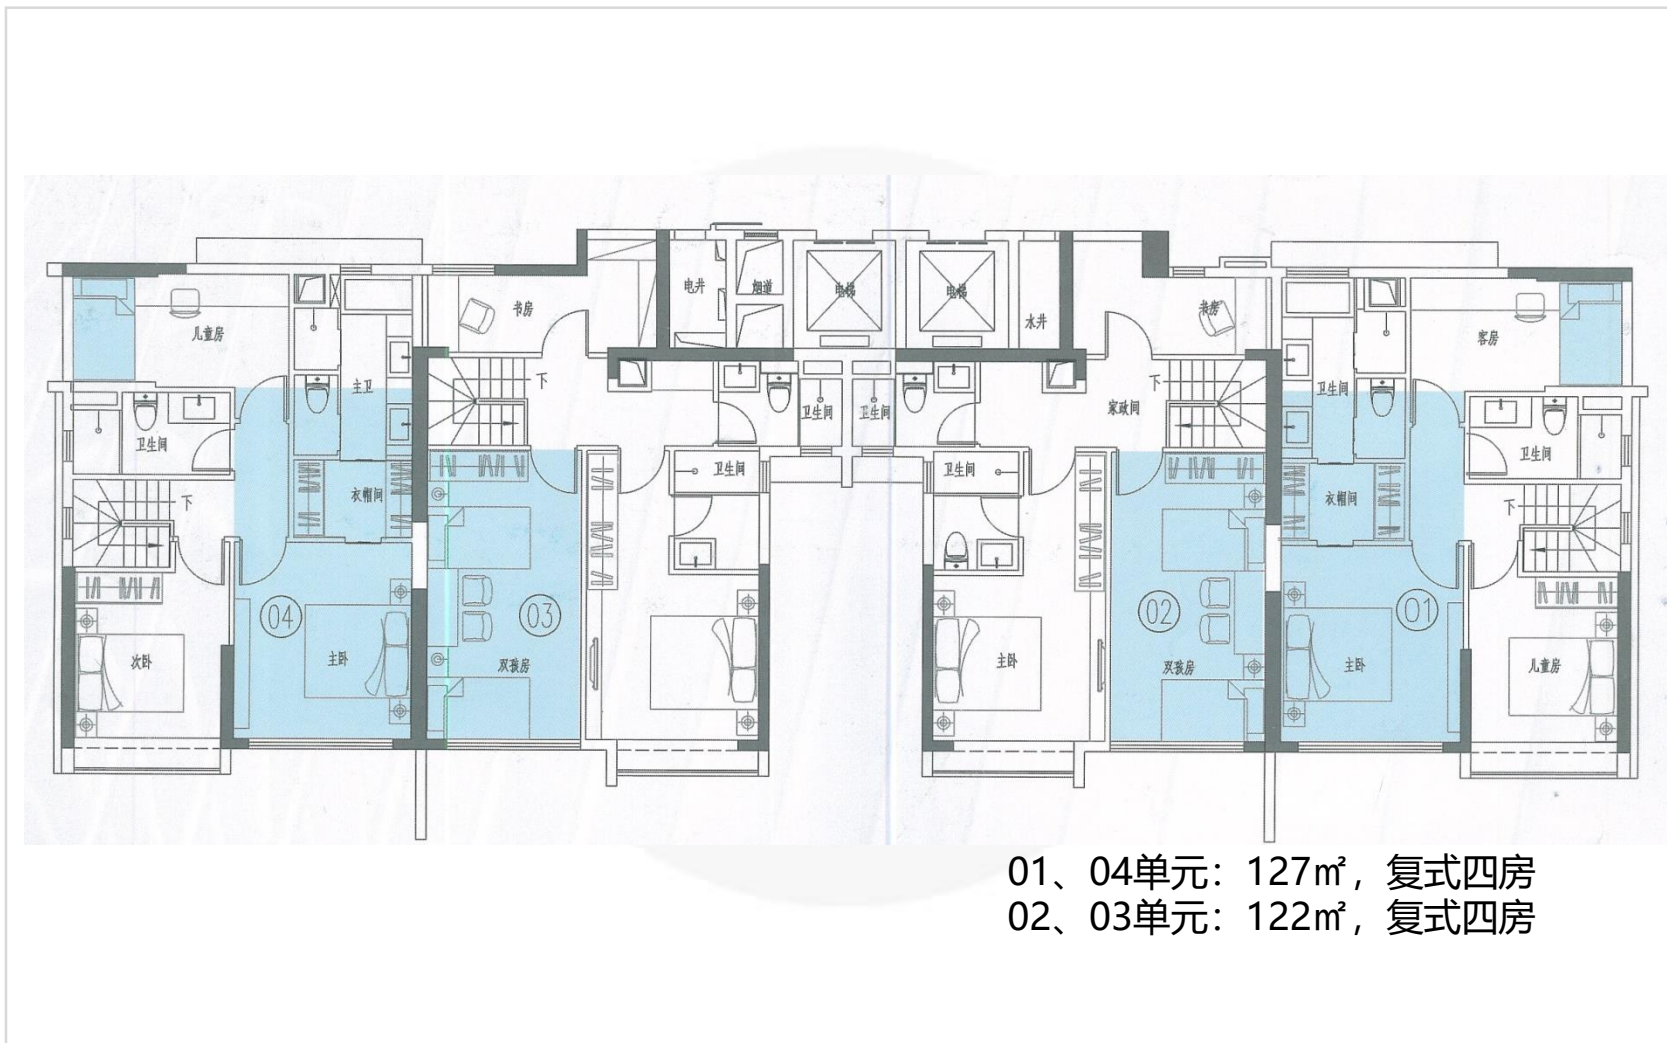 电井
烟道
电梯
电梯
水井
书房
书房
儿童房
客房
主卫
卫生间
下
下
家政间
卫生间
卫生间
卫生间
卫生间
卫生间
卫生间
衣帽间
衣帽间
下
下
04
03
02
01
次卧
主卧
双孩房
主卧
双孩房
主卧
儿童房
01、04单元：127㎡，复式四房
02、03单元：122㎡，复式四房